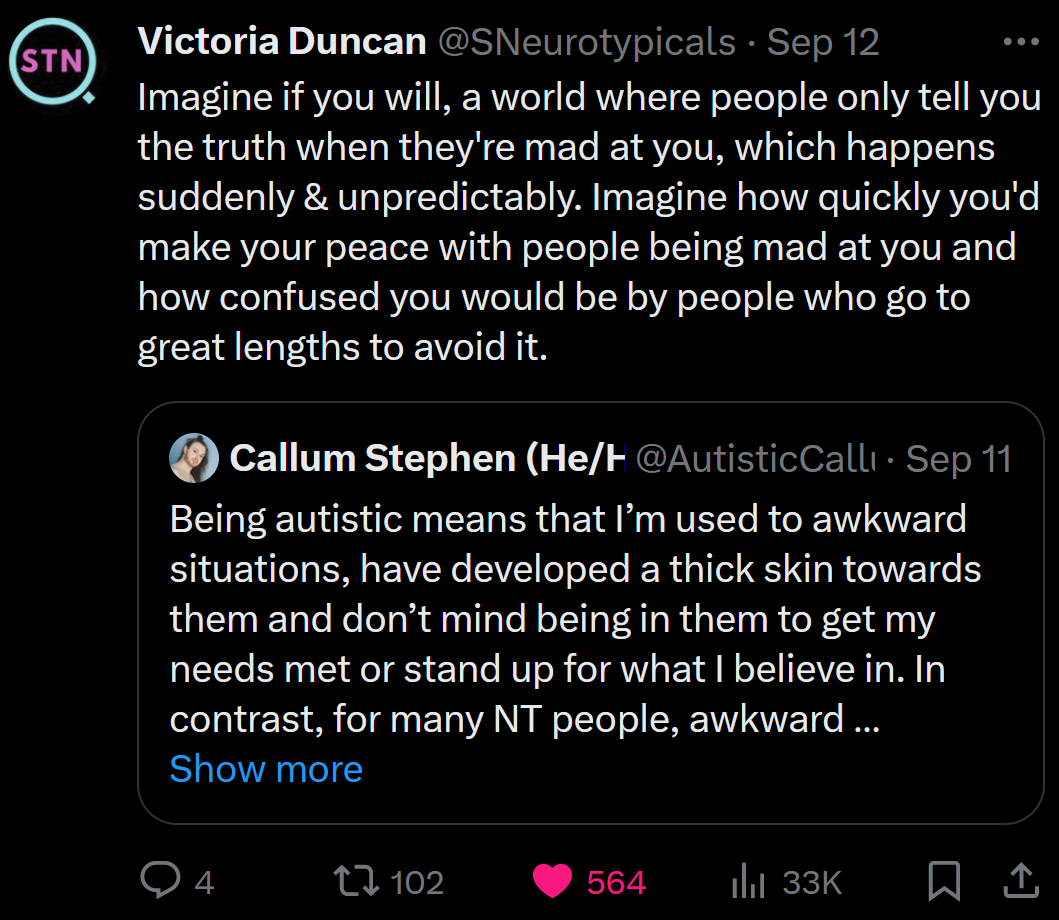 STN
Victoria Duncan @SNeurotypicals · Sep 12
Imagine if you will, a world where people only tell you
the truth when they're mad at you, which happens
suddenly & unpredictably. Imagine how quickly you'd
make your peace with people being mad at you and
how confused you would be by people who go to
great lengths to avoid it.
Callum Stephen (He/H @AutisticCallu · Sep 11
Being autistic means that I’m used to awkward
situations, have developed a thick skin towards
them and don’t mind being in them to get my
needs met or stand up for what I believe in. In
contrast, for many NT people, awkward ...
Show more
4 102 564 33K